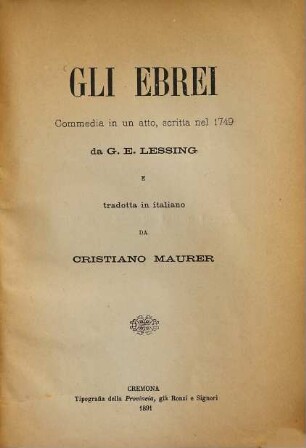 GLI EBREI
Commedia in un atto, scritta nel 1749
da G. E. LESSING
E
tradotta in italiano
DA
CRISTIANO MAURER
CREMONA
Tipografia della Provincia, già Ronzi e Signori
1891